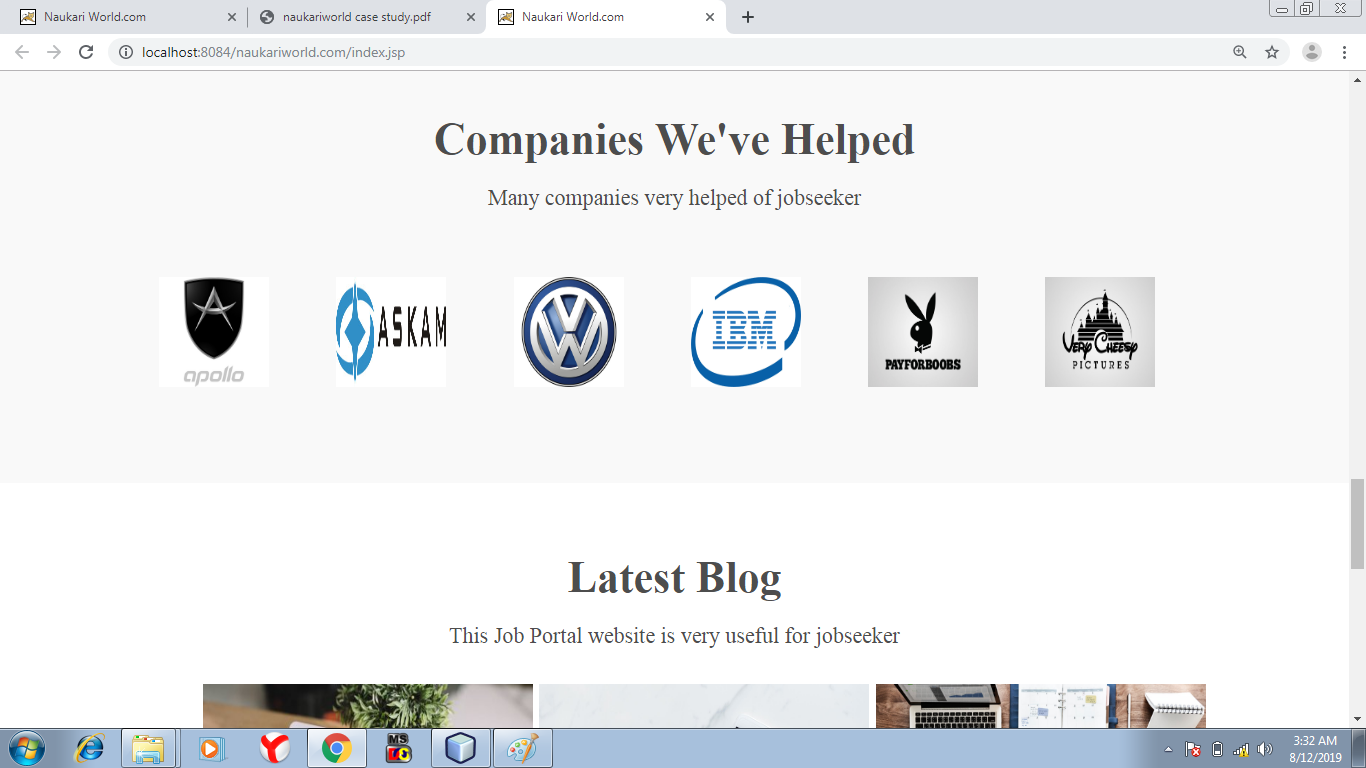 Naukari World.com
naukariworld case study.pdf
Naukari World.com
localhost:8084/naukariworld.com/index.jsp
Companies We've Helped
Many companies very helped of jobseeker
apollo
ASKAM
IBM
PAYFORBOOBS
VERY CHEESY
PICTURES
Latest Blog
This Job Portal website is very useful for jobseeker
MS
3:32 AM
8/12/2019